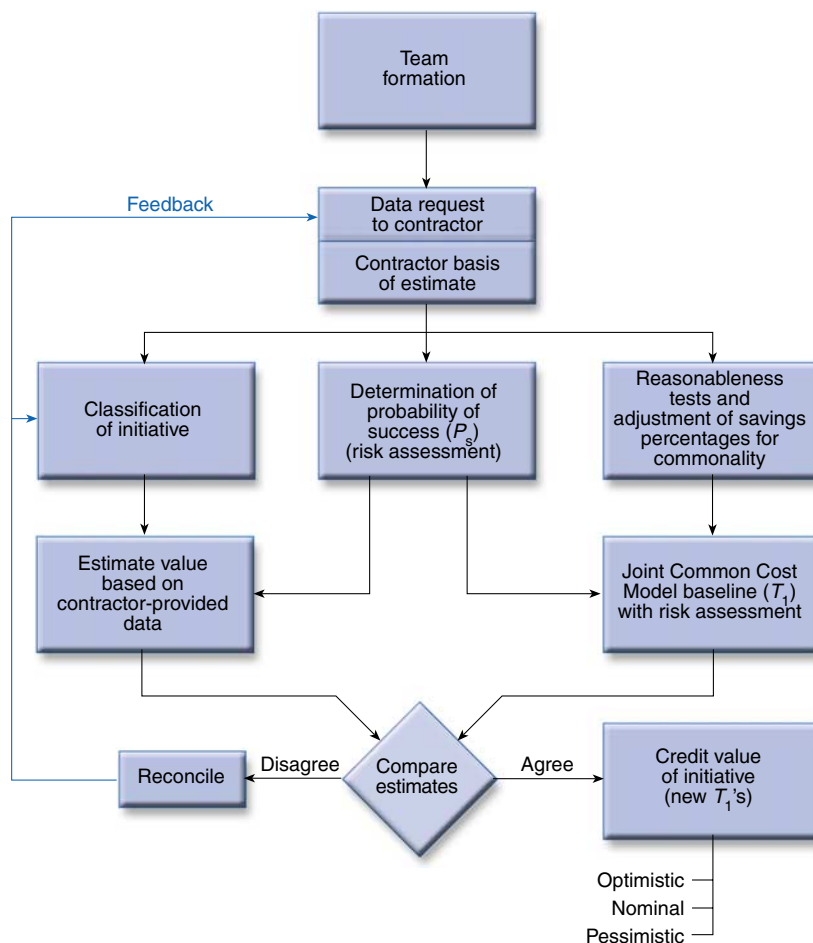 Team
formation
Feedback
Data request
to contractor
Contractor basis
of estimate
Classification
of initiative
Determination of
probability of
success (Ps)
(risk assessment)
Reasonableness
tests and
adjustment of savings
percentages for
commonality
Estimate value
based on
contractor-provided
data
Joint Common Cost
Model baseline (T1)
with risk assessment
Reconcile
Disagree
Compare
estimates
Agree
Credit value
of initiative
(new T1's)
Optimistic
Nominal
Pessimistic